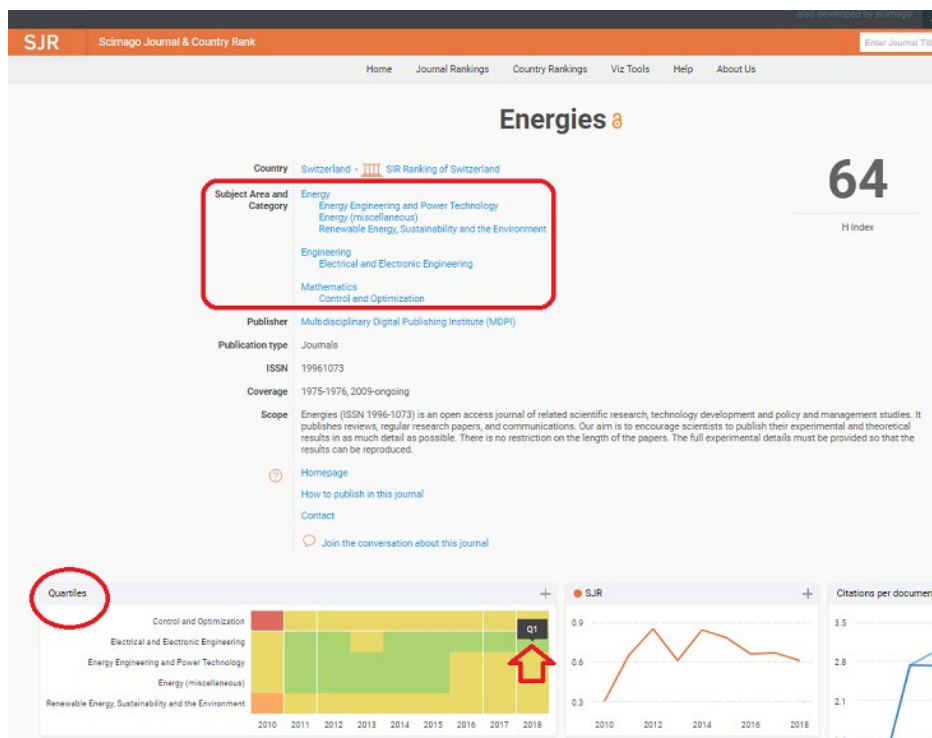 also developed by scimago:
SJR
Scimago Journal & Country Rank
Enter Journal Titl
Home Journal Rankings Country Rankings Viz Tools Help About Us
Energies
Country Switzerland - SIR Ranking of Switzerland
64
H Index
Subject Area and Category
Energy
Energy Engineering and Power Technology
Energy (miscellaneous)
Renewable Energy, Sustainability and the Environment
Engineering
Electrical and Electronic Engineering
Mathematics
Control and Optimization
Publisher Multidisciplinary Digital Publishing Institute (MDPI)
Publication type Journals
ISSN 19961073
Coverage 1975-1976, 2009-ongoing
Scope Energies (ISSN 1996-1073) is an open access journal of related scientific research, technology development and policy and management studies. It
publishes reviews, regular research papers, and communications. Our aim is to encourage scientists to publish their experimental and theoretical
results in as much detail as possible. There is no restriction on the length of the papers. The full experimental details must be provided so that the
results can be reproduced.
?
Homepage
How to publish in this journal
Contact
Join the conversation about this journal
Quartiles +
Control and Optimization
Electrical and Electronic Engineering
Energy Engineering and Power Technology
Energy (miscellaneous)
Renewable Energy, Sustainability and the Environment
Q1
2010 2011 2012 2013 2014 2015 2016 2017 2018
SJR +
0.9
0.6
0.3
2010 2012 2014 2016 2018
Citations per documen
3.5
2.8
2.1